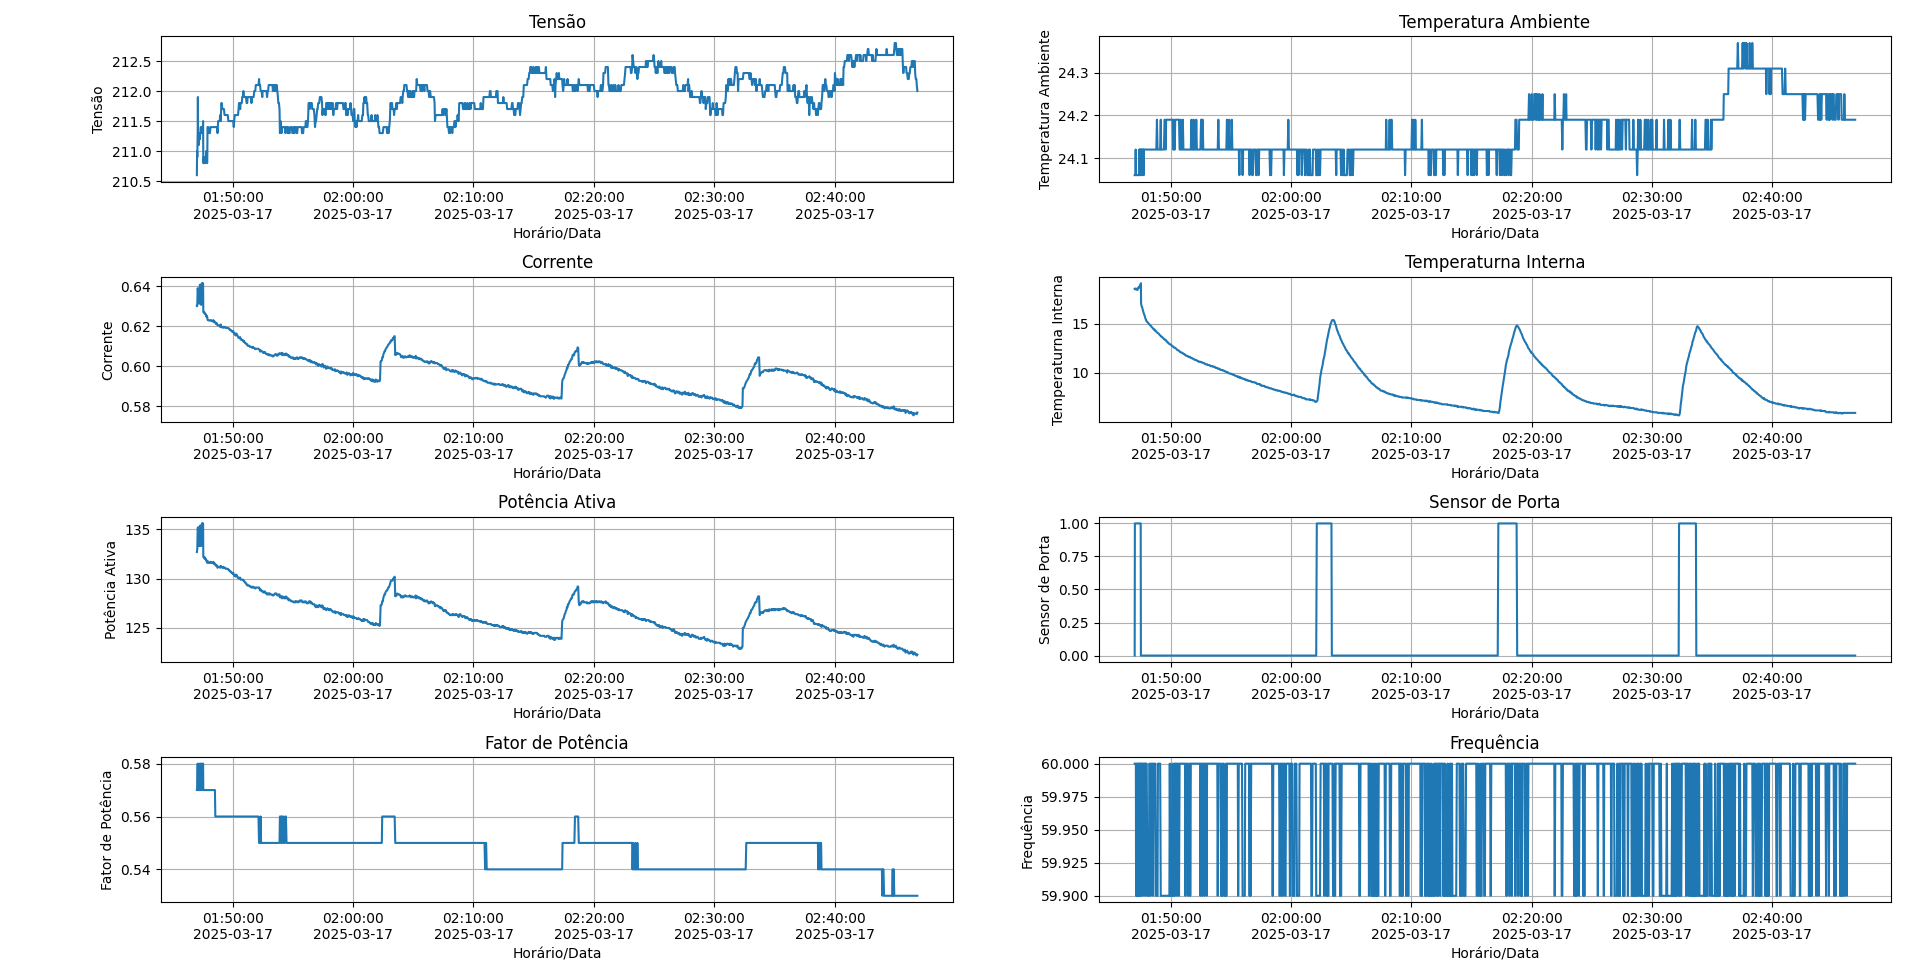 Tensão
Tensão
212.5
212.0
211.5
211.0
210.5
01:50:00 02:00:00 02:10:00 02:20:00 02:30:00 02:40:00
2025-03-17 2025-03-17 2025-03-17 2025-03-17 2025-03-17 2025-03-17
Horário/Data
Temperatura Ambiente
Temperatura Ambiente
24.3
24.2
24.1
01:50:00 02:00:00 02:10:00 02:20:00 02:30:00 02:40:00
2025-03-17 2025-03-17 2025-03-17 2025-03-17 2025-03-17 2025-03-17
Horário/Data
Corrente
Corrente
0.64
0.62
0.60
0.58
01:50:00 02:00:00 02:10:00 02:20:00 02:30:00 02:40:00
2025-03-17 2025-03-17 2025-03-17 2025-03-17 2025-03-17 2025-03-17
Horário/Data
Temperaturna Interna
Temperaturna Interna
15
10
01:50:00 02:00:00 02:10:00 02:20:00 02:30:00 02:40:00
2025-03-17 2025-03-17 2025-03-17 2025-03-17 2025-03-17 2025-03-17
Horário/Data
Potência Ativa
Potência Ativa
135
130
125
01:50:00 02:00:00 02:10:00 02:20:00 02:30:00 02:40:00
2025-03-17 2025-03-17 2025-03-17 2025-03-17 2025-03-17 2025-03-17
Horário/Data
Sensor de Porta
Sensor de Porta
1.00
0.75
0.50
0.25
0.00
01:50:00 02:00:00 02:10:00 02:20:00 02:30:00 02:40:00
2025-03-17 2025-03-17 2025-03-17 2025-03-17 2025-03-17 2025-03-17
Horário/Data
Fator de Potência
Fator de Potência
0.58
0.56
0.54
01:50:00 02:00:00 02:10:00 02:20:00 02:30:00 02:40:00
2025-03-17 2025-03-17 2025-03-17 2025-03-17 2025-03-17 2025-03-17
Horário/Data
Frequência
Frequência
60.000
59.975
59.950
59.925
59.900
01:50:00 02:00:00 02:10:00 02:20:00 02:30:00 02:40:00
2025-03-17 2025-03-17 2025-03-17 2025-03-17 2025-03-17 2025-03-17
Horário/Data